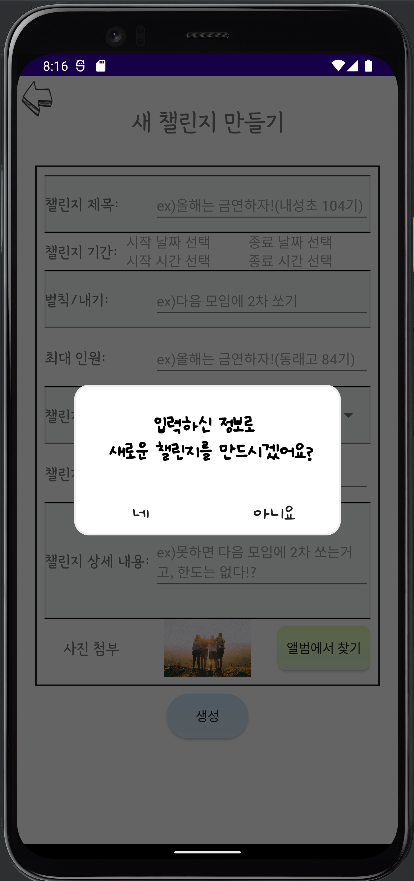 8:16
새 챌린지 만들기
챌린지 제목: ex)올해는 금연하자!(내성초 104기)
챌린지 기간: 시작 날짜 선택 종료 날짜 선택
시작 시간 선택 종료 시간 선택
벌칙/내기: ex)다음 모임에 2차 쏘기
최대 인원: ex)올해는 금연하자!(동래고 84기)
챌린
입력하신 정보로
새로운 챌린지를 만드시겠어요?
챌린
네 아니요
챌린지 상세 내용: ex)못하면 다음 모임에 2차 쏘는거
고, 한도는 없다!?
사진 첨부 앨범에서 찾기
생성